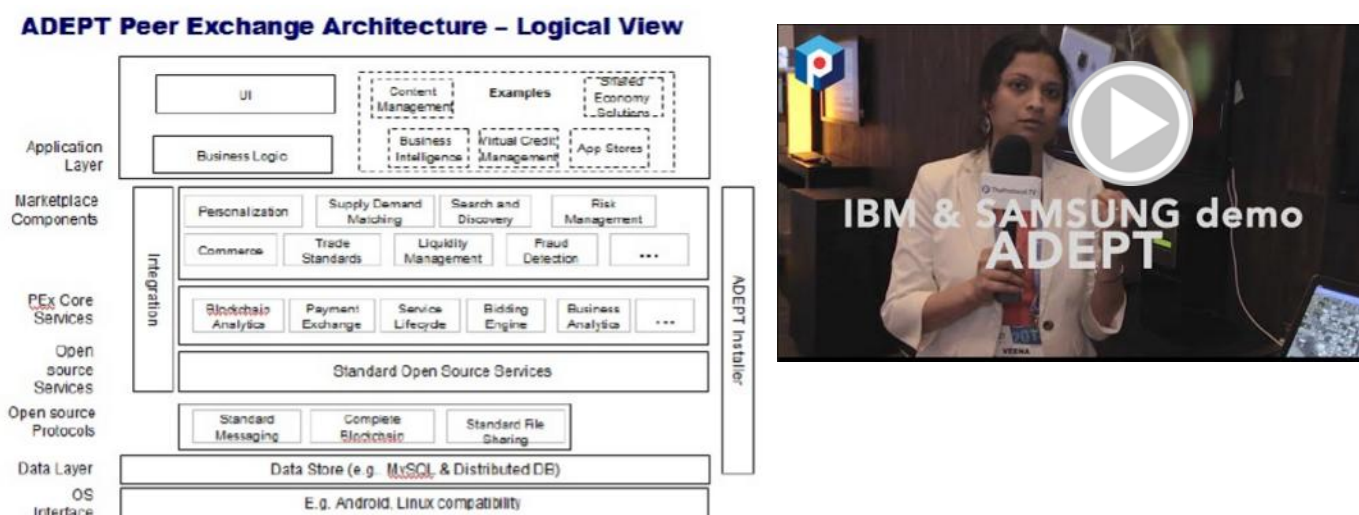 ADEPT Peer Exchange Architecture – Logical View
UI
Content
Management
Examples
Shared
Economy
Solutions
Application
Layer
Business Logic
Business
Intelligence
Virtual Credit
Management
App Stores
Marketplace
Components
Personalization
Supply Demand
Matching
Search and
Discovery
Risk
Management
Commerce
Trade
Standards
Liquidity
Management
Fraud
Detection
...
Integration
ADEPT Installer
PEx Core
Services
Blockchain
Analytics
Payment
Exchange
Service
Lifecycle
Bidding
Engine
Business
Analytics
...
Open
source
Services
Standard Open Source Services
Open source
Protocols
Standard
Messaging
Complete
Blockchain
Standard File
Sharing
Data Layer
Data Store (e.g. MySQL & Distributed DB)
OS
Interface
E.g. Android, Linux compatibility
IBM & SAMSUNG demo
ADEPT
VEENA